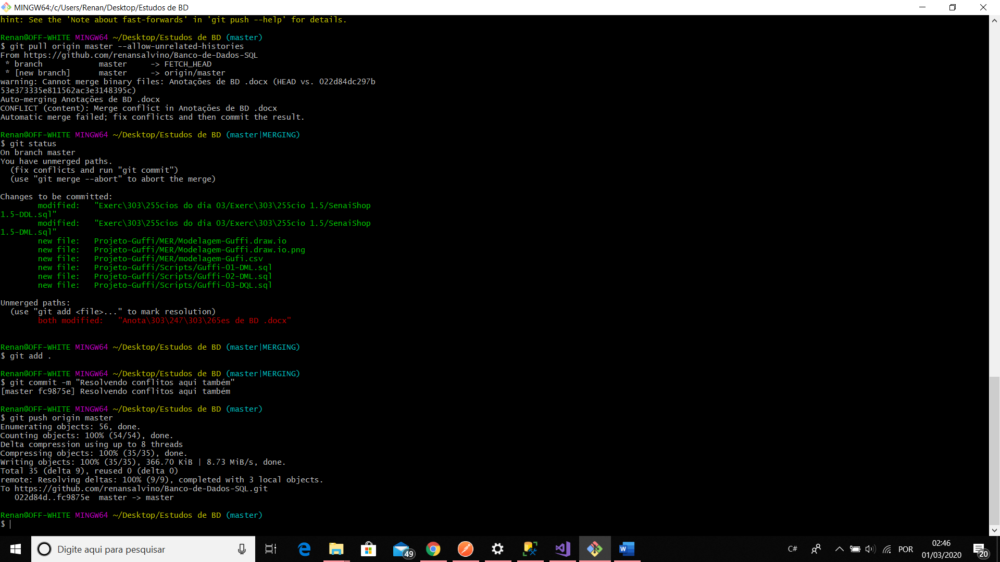 MINGW64:/c/Users/Renan/Desktop/Estudos de BD
hint: See the 'Note about fast-forwards' in 'git push --help' for details.
Renan@OFF-WHITE MINGW64 ~/Desktop/Estudos de BD (master)
$ git pull origin master --allow-unrelated-histories
From https://github.com/renansalvino/Banco-de-Dados-SQL
 * branch            master     -> FETCH_HEAD
 * [new branch]      master     -> origin/master
warning: Cannot merge binary files: Anotações de BD .docx (HEAD vs. 022d84dc297b
53e373335e811562ac3e3148395c)
Auto-merging Anotações de BD .docx
CONFLICT (content): Merge conflict in Anotações de BD .docx
Automatic merge failed; fix conflicts and then commit the result.
Renan@OFF-WHITE MINGW64 ~/Desktop/Estudos de BD (master|MERGING)
$ git status
On branch master
You have unmerged paths.
  (fix conflicts and run "git commit")
  (use "git merge --abort" to abort the merge)
Changes to be committed:
        modified:   "Exerc\303\255cios do dia 03/Exerc\303\255cio 1.5/SenaiShop
1.5-DDL.sql"
        modified:   "Exerc\303\255cios do dia 03/Exerc\303\255cio 1.5/SenaiShop
1.5-DML.sql"
        new file:   Projeto-Guffi/MER/Modelagem-Guffi.draw.io
        new file:   Projeto-Guffi/MER/Modelagem-Guffi.draw.io.png
        new file:   Projeto-Guffi/MER/modelagem-Gufi.csv
        new file:   Projeto-Guffi/Scripts/Guffi-01-DML.sql
        new file:   Projeto-Guffi/Scripts/Guffi-02-DML.sql
        new file:   Projeto-Guffi/Scripts/Guffi-03-DQL.sql
Unmerged paths:
  (use "git add <file>..." to mark resolution)
        both modified:   "Anota\303\247\303\265es de BD .docx"
Renan@OFF-WHITE MINGW64 ~/Desktop/Estudos de BD (master|MERGING)
$ git add .
Renan@OFF-WHITE MINGW64 ~/Desktop/Estudos de BD (master|MERGING)
$ git commit -m "Resolvendo conflitos aqui também"
[master fc9875e] Resolvendo conflitos aqui também
Renan@OFF-WHITE MINGW64 ~/Desktop/Estudos de BD (master)
$ git push origin master
Enumerating objects: 56, done.
Counting objects: 100% (54/54), done.
Delta compression using up to 8 threads
Compressing objects: 100% (35/35), done.
Writing objects: 100% (35/35), 366.70 KiB | 8.73 MiB/s, done.
Total 35 (delta 9), reused 0 (delta 0)
remote: Resolving deltas: 100% (9/9), completed with 3 local objects.
To https://github.com/renansalvino/Banco-de-Dados-SQL.git
   022d84d..fc9875e  master -> master
Renan@OFF-WHITE MINGW64 ~/Desktop/Estudos de BD (master)
$
Digite aqui para pesquisar
49
C#
POR
02:46
01/03/2020
20